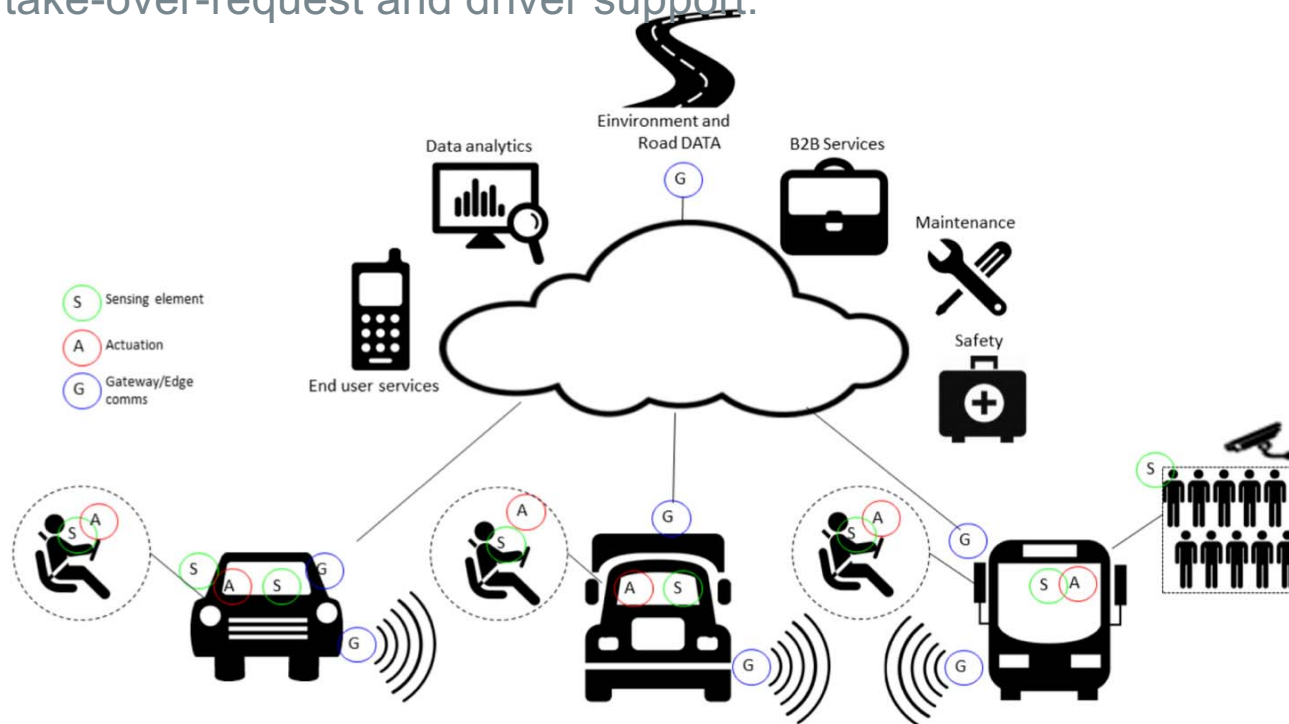 take-over-request and driver support.
Einvironment and
Road DATA
Data analytics
B2B Services
G
Maintenance
S Sensing element
A Actuation
G Gateway/Edge
comms
End user services
Safety
S
A
S
A
S
A
S
G
G
S
A
G
S
A
S
G
A
S
G
S
A
G
G